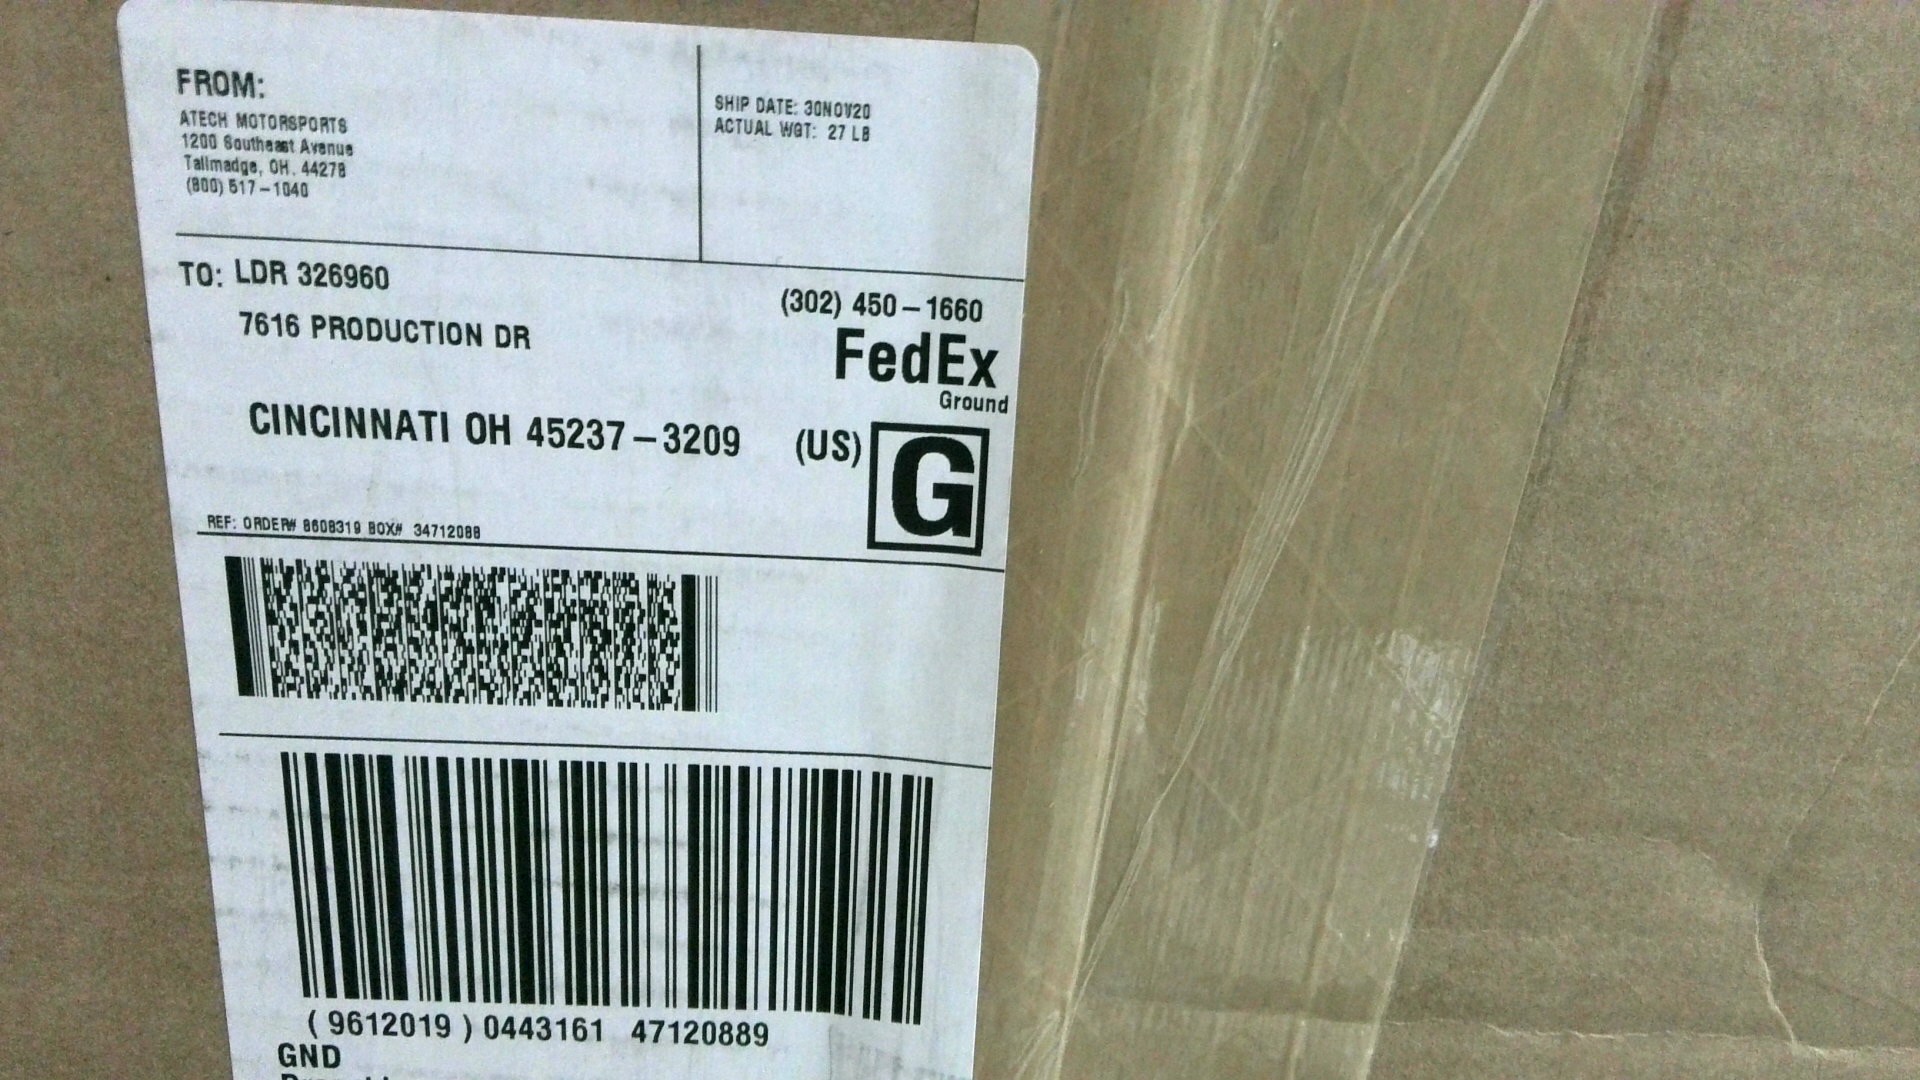 FROM:
ATECH MOTORSPORTS
1200 Southeast Avenue
Tallmadge, OH. 44278
(800) 517-1040
SHIP DATE: 30NOV20
ACTUAL WGT: 27 LB
TO: LDR 326960
7616 PRODUCTION DR
CINCINNATI OH 45237-3209 (US)
(302) 450-1660
FedEx
Ground
G
REF: ORDER# 8608319 BOX# 34712088
(9612019) 0443161 47120889
GND